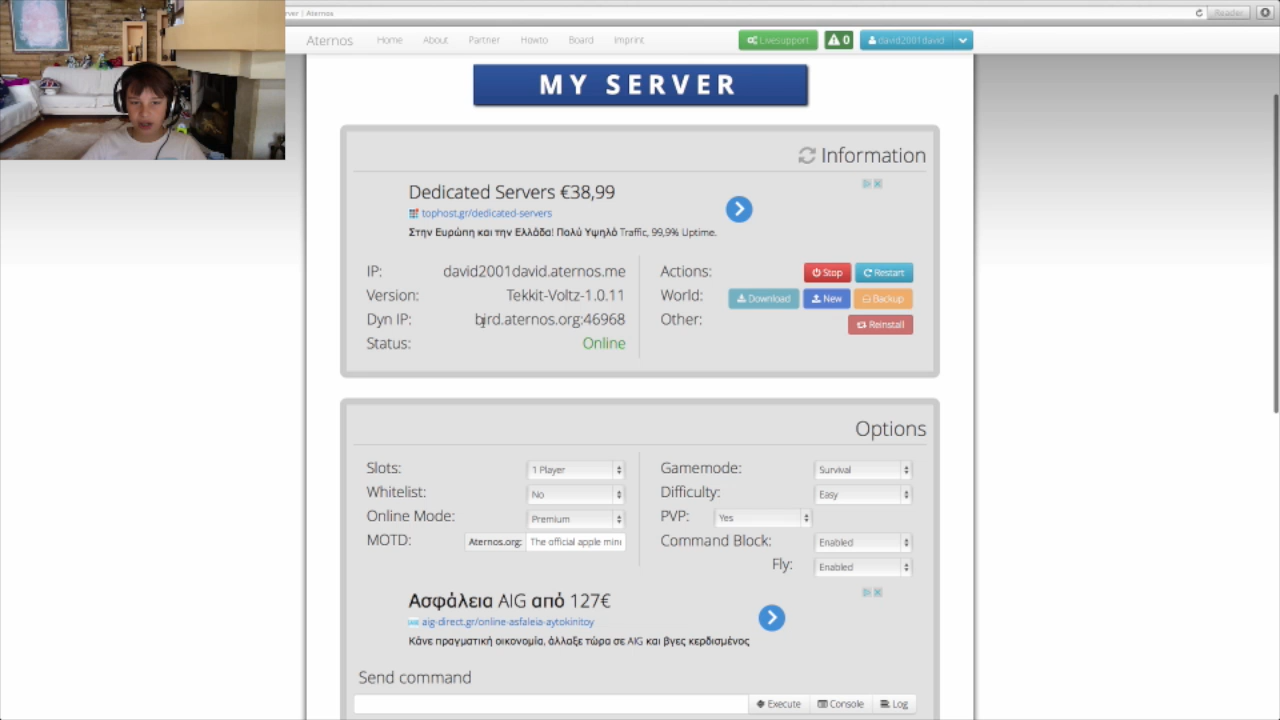 rver | Aternos
Reader
Aternos Home About Partner Howto Board Imprint Livesupport 0 david2001david
MY SERVER
Information
Dedicated Servers €38,99
tophost.gr/dedicated-servers
Στην Ευρώπη και την Ελλάδα! Πολύ Υψηλό Traffic, 99,9% Uptime.
IP: david2001david.aternos.me
Version: Tekkit-Voltz-1.0.11
Dyn IP: bird.aternos.org:46968
Status: Online
Actions: Stop Restart
World: Download New Backup
Other: Reinstall
Options
Slots: 1 Player
Whitelist: No
Online Mode: Premium
MOTD: Aternos.org: The official apple mini
Gamemode: Survival
Difficulty: Easy
PVP: Yes
Command Block: Enabled
Fly: Enabled
Ασφάλεια AIG από 127€
aig-direct.gr/online-asfaleia-aytokinitoy
Κάνε πραγματική οικονομία, άλλαξε τώρα σε AIG και βγες κερδισμένος
Send command
Execute Console Log